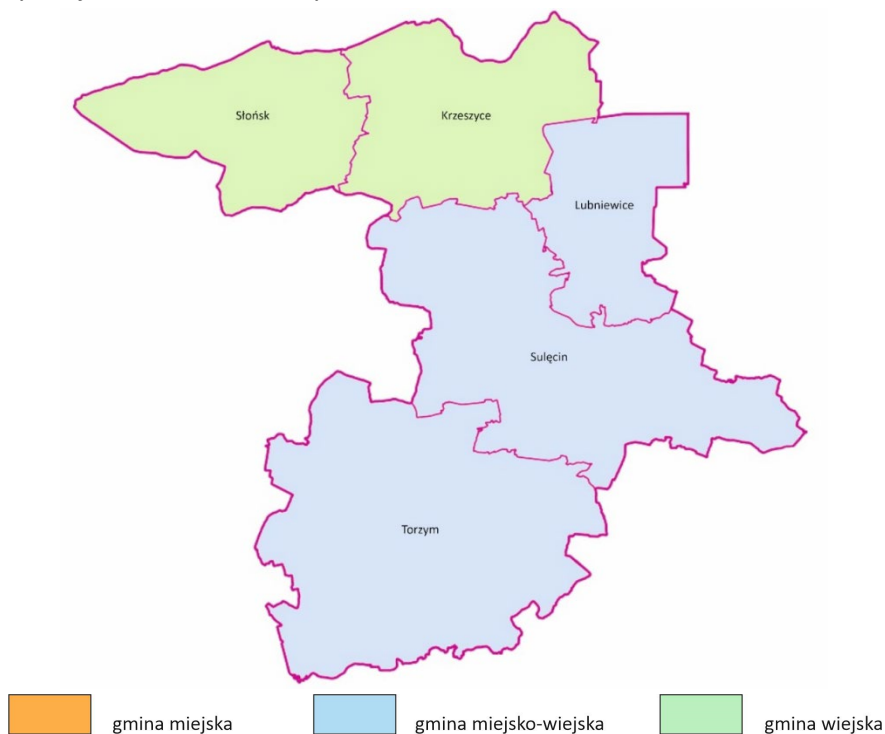 Słońsk
Krzeszyce
Lubniewice
Sulęcin
Torzym
gmina miejska
gmina miejsko-wiejska
gmina wiejska